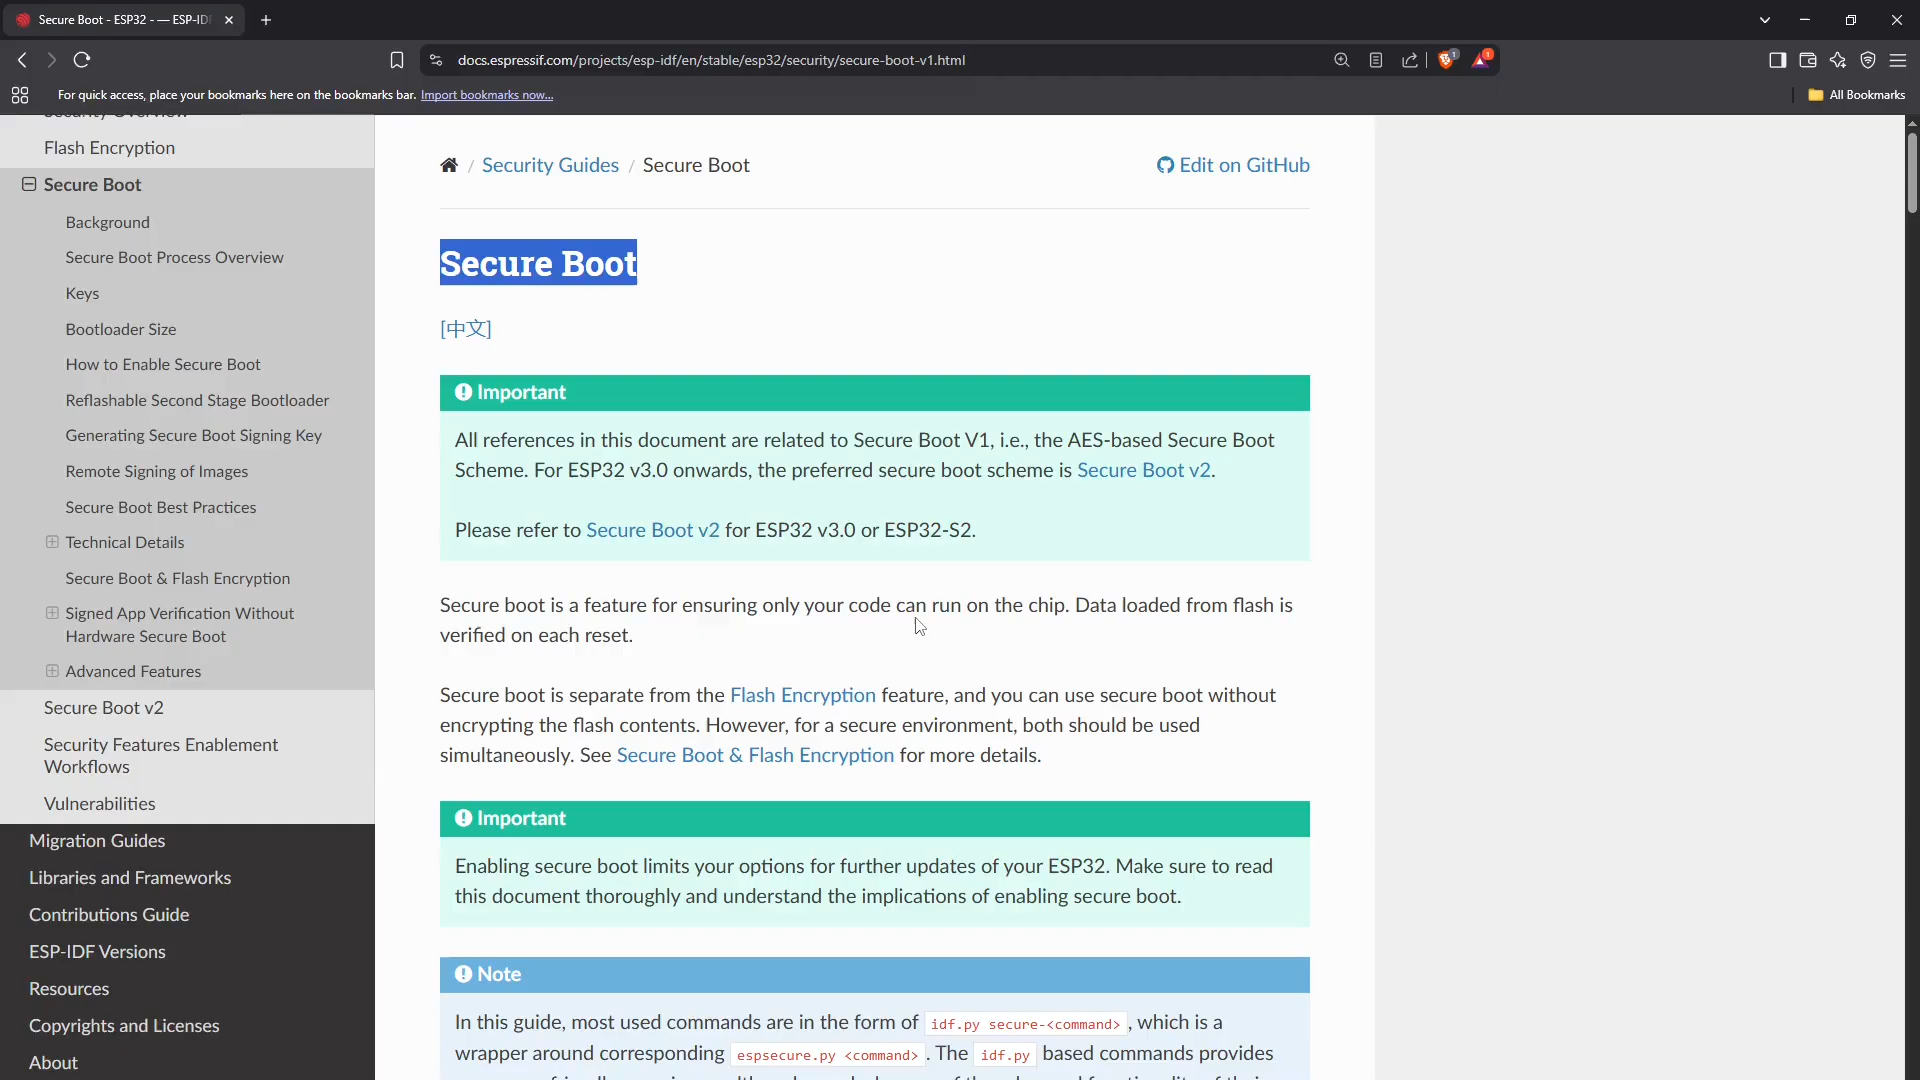 Secure Boot - ESP32 - — ESP-ID
docs.espressif.com/projects/esp-idf/en/stable/esp32/security/secure-boot-v1.html
1
1
For quick access, place your bookmarks here on the bookmarks bar. Import bookmarks now...
All Bookmarks
Security Overview
Flash Encryption
Secure Boot
Background
Secure Boot Process Overview
Keys
Bootloader Size
How to Enable Secure Boot
Reflashable Second Stage Bootloader
Generating Secure Boot Signing Key
Remote Signing of Images
Secure Boot Best Practices
Technical Details
Secure Boot & Flash Encryption
Signed App Verification Without
Hardware Secure Boot
Advanced Features
Secure Boot v2
Security Features Enablement
Workflows
Vulnerabilities
Migration Guides
Libraries and Frameworks
Contributions Guide
ESP-IDF Versions
Resources
Copyrights and Licenses
About
/ Security Guides / Secure Boot
Edit on GitHub
Secure Boot
[中文]
Important
All references in this document are related to Secure Boot V1, i.e., the AES-based Secure Boot
Scheme. For ESP32 v3.0 onwards, the preferred secure boot scheme is Secure Boot v2.
Please refer to Secure Boot v2 for ESP32 v3.0 or ESP32-S2.
Secure boot is a feature for ensuring only your code can run on the chip. Data loaded from flash is
verified on each reset.
Secure boot is separate from the Flash Encryption feature, and you can use secure boot without
encrypting the flash contents. However, for a secure environment, both should be used
simultaneously. See Secure Boot & Flash Encryption for more details.
Important
Enabling secure boot limits your options for further updates of your ESP32. Make sure to read
this document thoroughly and understand the implications of enabling secure boot.
Note
In this guide, most used commands are in the form of idf.py secure-<command>, which is a
wrapper around corresponding espsecure.py <command>. The idf.py based commands provides